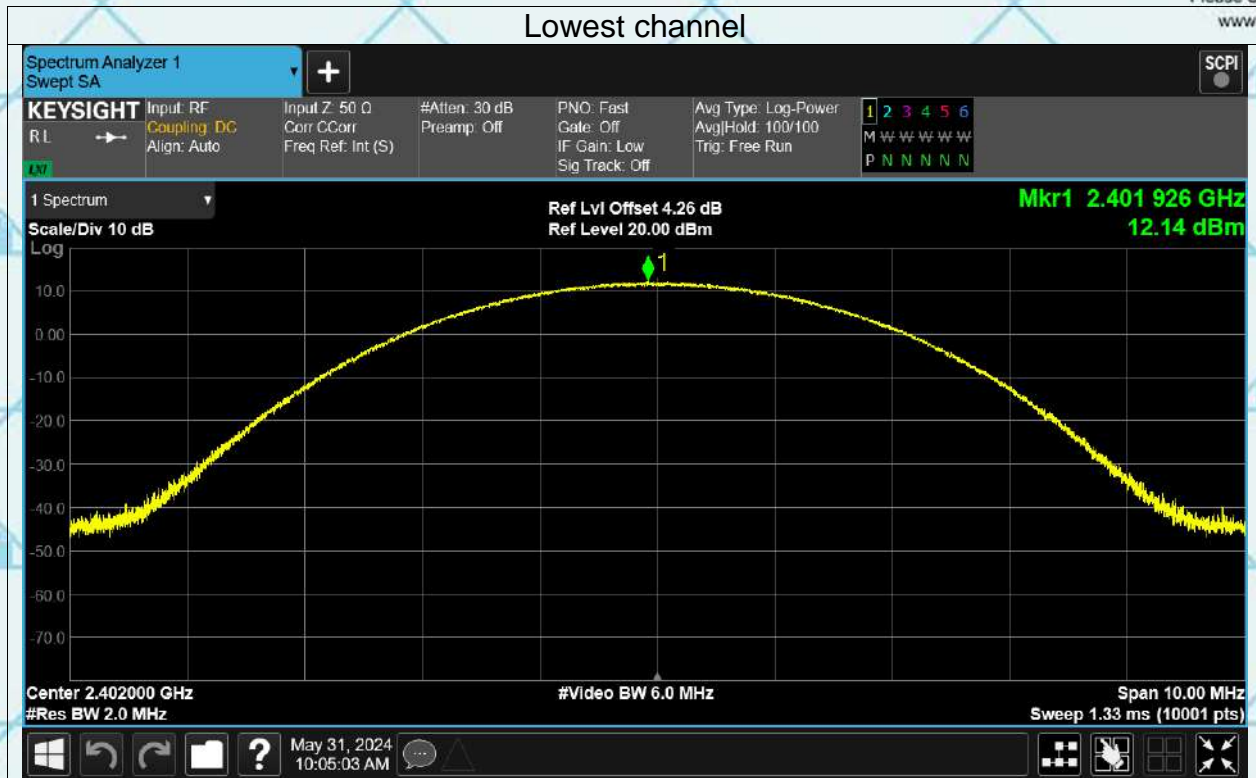 www
Lowest channel
Spectrum Analyzer 1
Swept SA
+
SCPI
KEYSIGHT
R L
LXI
Input: RF
Coupling: DC
Align: Auto
Input Z: 50 Ω
Corr CCorr
Freq Ref: Int (S)
#Atten: 30 dB
Preamp: Off
PNO: Fast
Gate: Off
IF Gain: Low
Sig Track: Off
Avg Type: Log-Power
Avg|Hold: 100/100
Trig: Free Run
1 2 3 4 5 6
M W W W W W
P N N N N N
1 Spectrum
Scale/Div 10 dB
Log
Ref Lvl Offset 4.26 dB
Ref Level 20.00 dBm
Mkr1 2.401 926 GHz
12.14 dBm
1
10.0
0.00
-10.0
-20.0
-30.0
-40.0
-50.0
-60.0
-70.0
Center 2.402000 GHz
#Video BW 6.0 MHz
Span 10.00 MHz
#Res BW 2.0 MHz
Sweep 1.33 ms (10001 pts)
?
May 31, 2024
10:05:03 AM